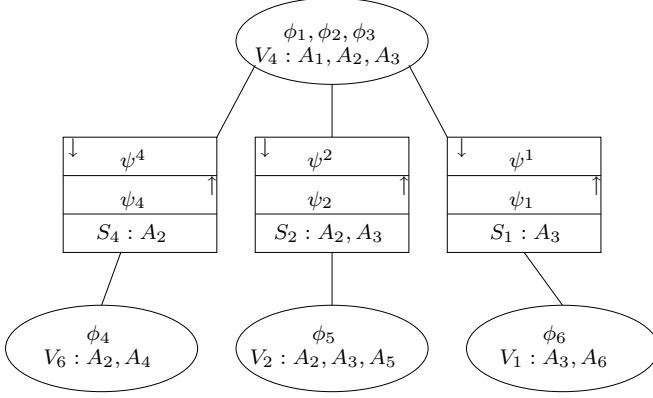 ϕ₁, ϕ₂, ϕ₃
V₄ : A₁, A₂, A₃
↓ ψ⁴
↓ ψ²
↓ ψ¹
ψ₄ ↑
ψ₂ ↑
ψ₁ ↑
S₄ : A₂
S₂ : A₂, A₃
S₁ : A₃
ϕ₄
V₆ : A₂, A₄
ϕ₅
V₂ : A₂, A₃, A₅
ϕ₆
V₁ : A₃, A₆